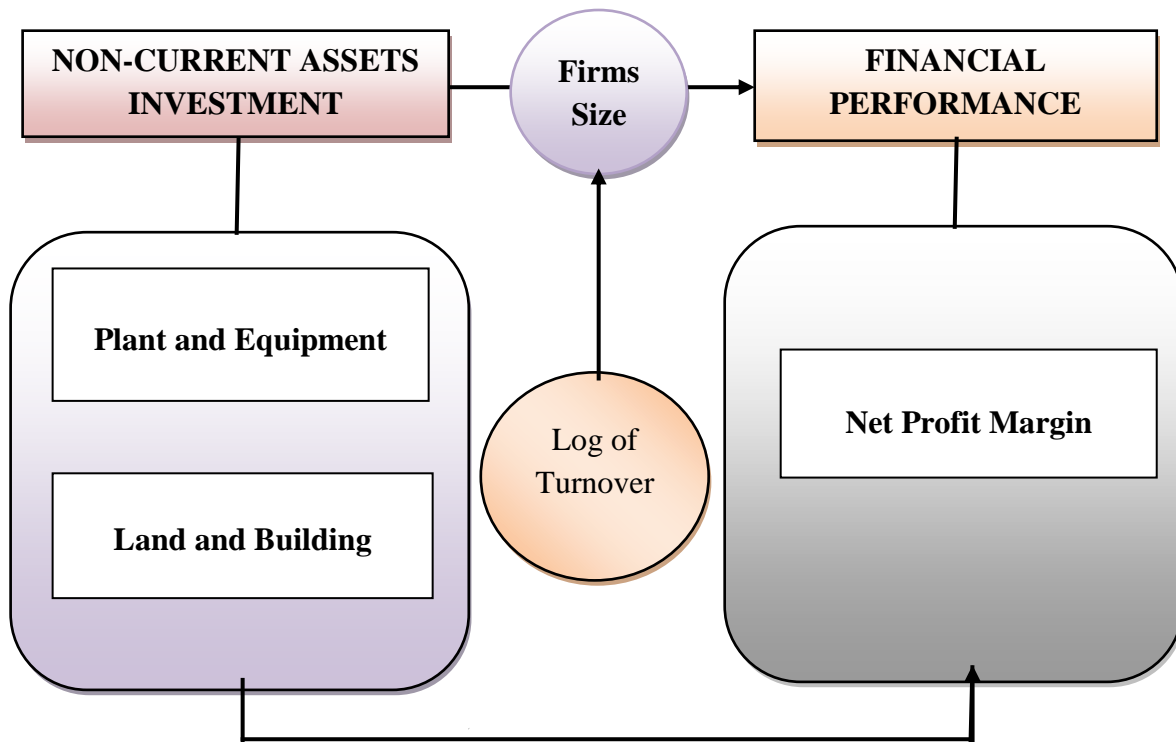 NON-CURRENT ASSETS
INVESTMENT
Firms
Size
FINANCIAL
PERFORMANCE
Plant and Equipment
Land and Building
Log of
Turnover
Net Profit Margin